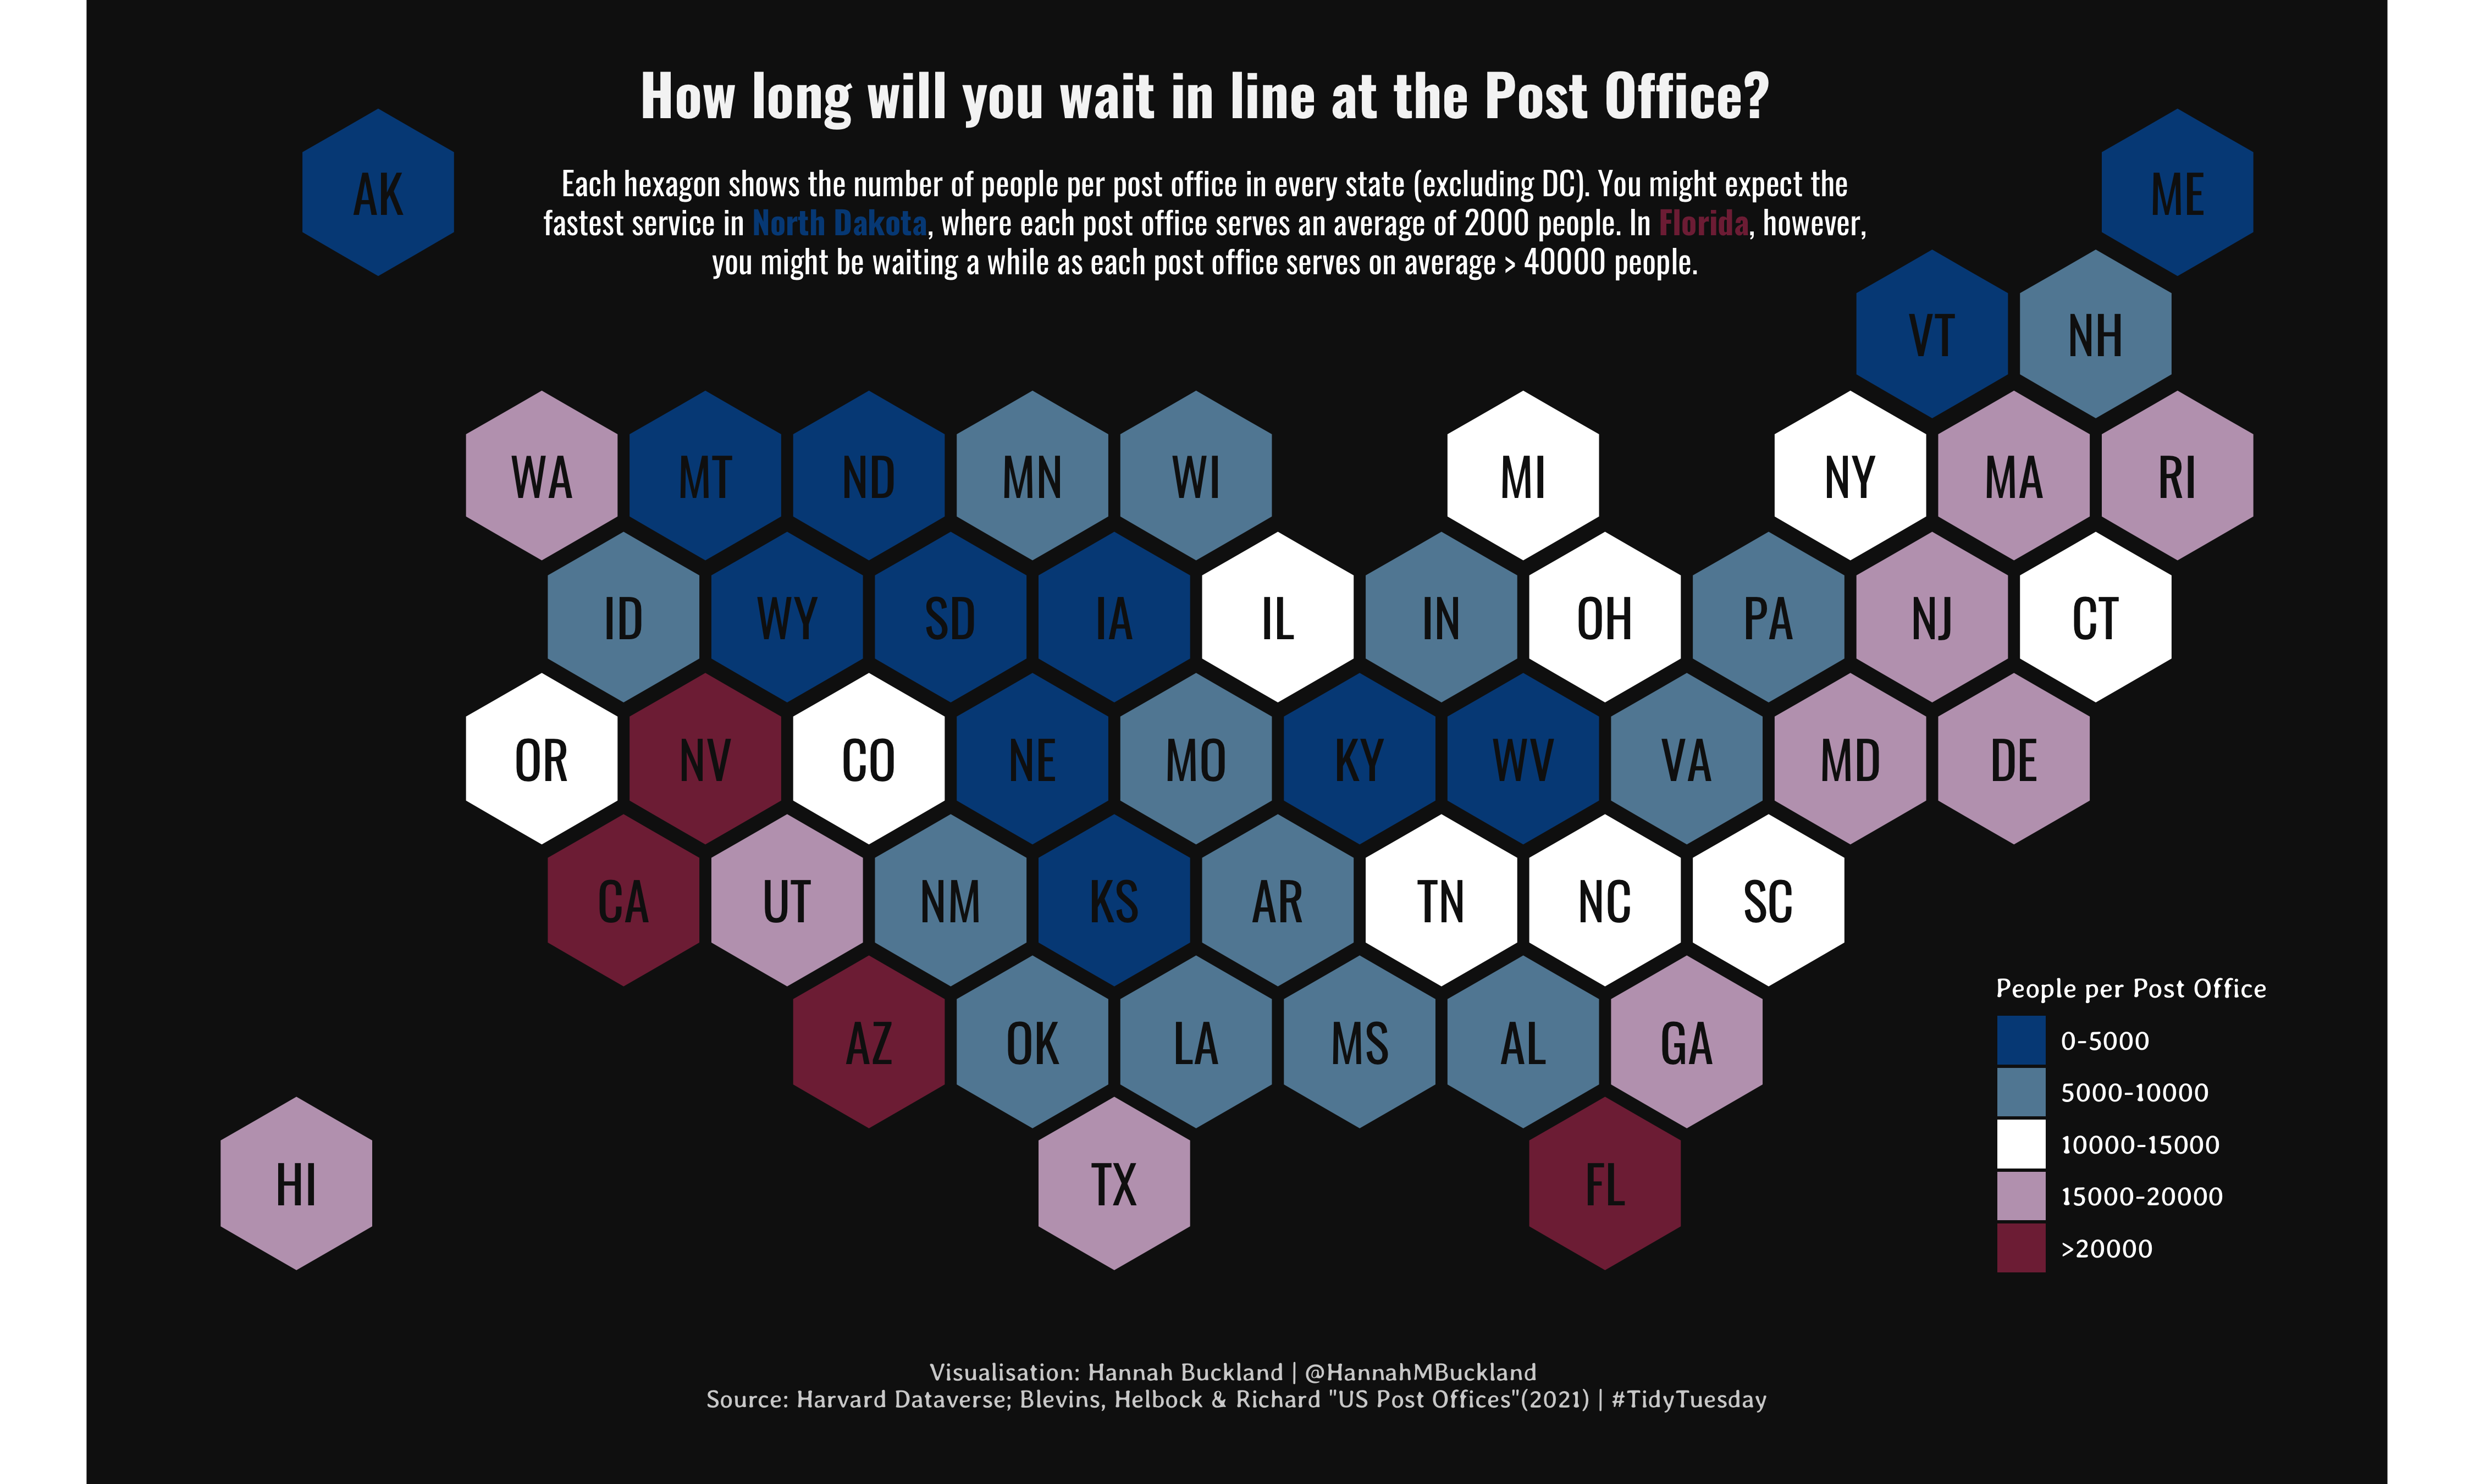 How long will you wait in line at the Post Office?
Each hexagon shows the number of people per post office in every state (excluding DC). You might expect the
fastest service in North Dakota, where each post office serves an average of 2000 people. In Florida, however,
you might be waiting a while as each post office serves on average > 40000 people.
AK
ME
VT
NH
WA
MT
ND
MN
WI
MI
NY
MA
RI
ID
WY
SD
IA
IL
IN
OH
PA
NJ
CT
OR
NV
CO
NE
MO
KY
WV
VA
MD
DE
CA
UT
NM
KS
AR
TN
NC
SC
AZ
OK
LA
MS
AL
GA
HI
TX
FL
People per Post Office
0-5000
5000-10000
10000-15000
15000-20000
>20000
Visualisation: Hannah Buckland | @HannahMBuckland
Source: Harvard Dataverse; Blevins, Helbock & Richard "US Post Offices"(2021) | #TidyTuesday